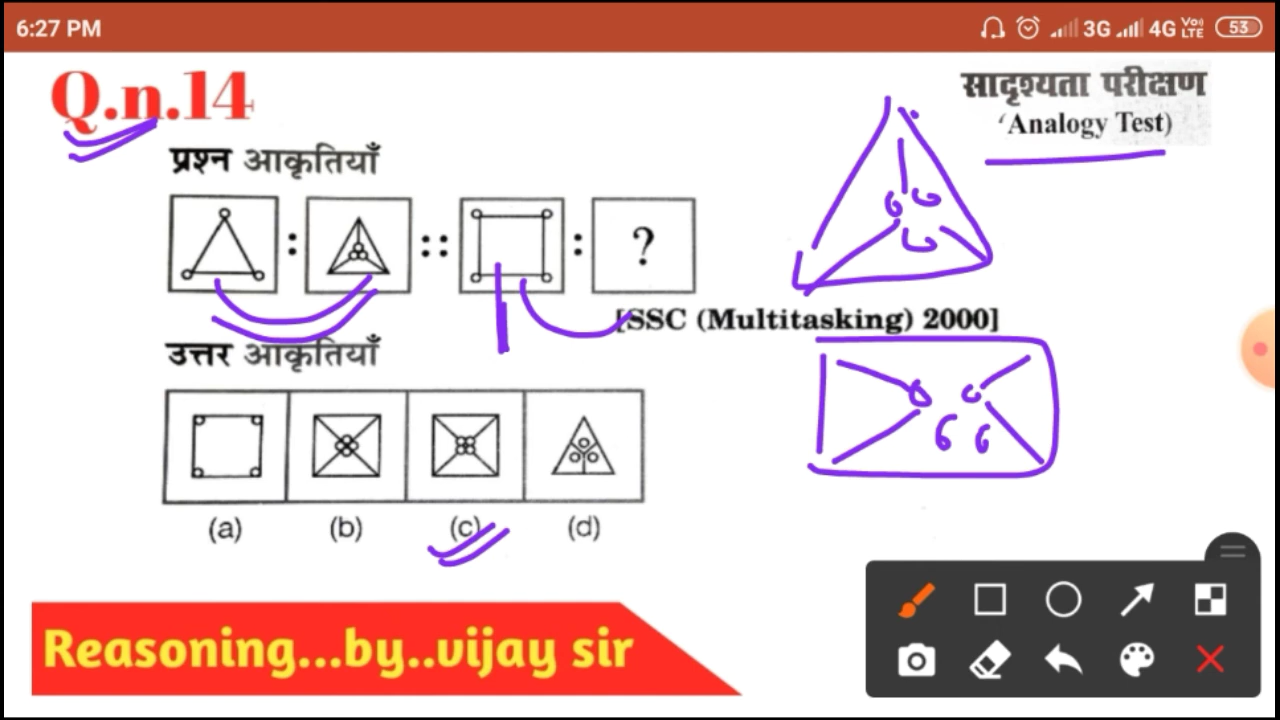 6:27 PM
3G 4G Vo) LTE 53
Q.n.14
सादृश्यता परीक्षण
‘Analogy Test)
प्रश्न आकृतियाँ
: :: : ?
[SSC (Multitasking) 2000]
उत्तर आकृतियाँ
(a) (b) (c) (d)
Reasoning...by..vijay sir